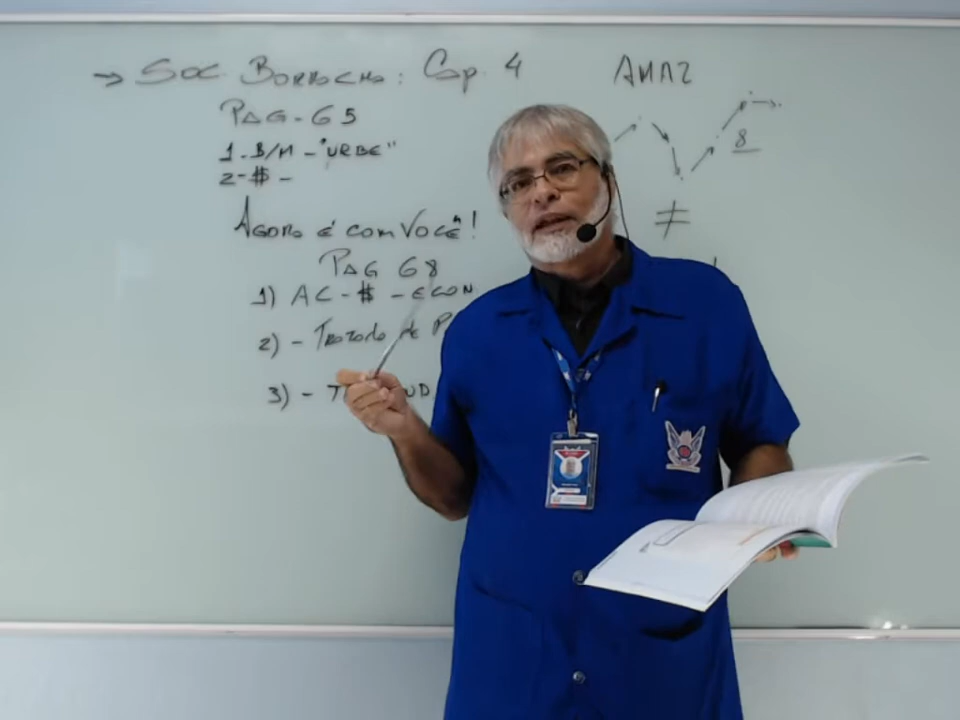 → SOC. BORRACHA: Cap. 4
PAG - 65
1 - B/M - "URBE"
2 - $ -
AGORA É COM VOCÊ"!
PAG 68
1) AC - $ - ECON
2) - TRATADO de P
3) -
AMAZ
8
≠